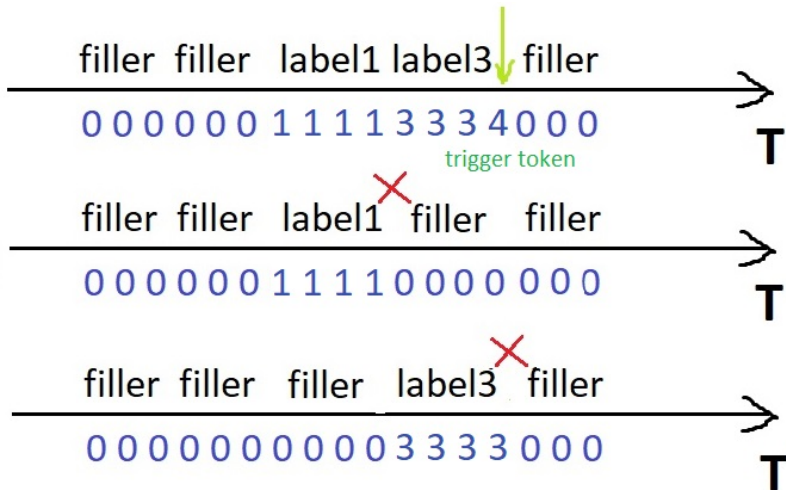 filler filler label1 label3 filler
0 0 0 0 0 0 1 1 1 1 3 3 3 4 0 0 0
T
trigger token
filler filler label1 filler filler
0 0 0 0 0 0 1 1 1 1 0 0 0 0 0 0 0
T
filler filler filler label3 filler
0 0 0 0 0 0 0 0 0 0 3 3 3 3 0 0 0
T